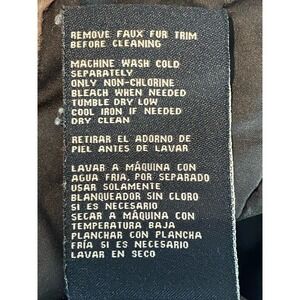 REMOVE FAUX FUR TRIM
BEFORE CLEANING
MACHINE WASH COLD
SEPARATELY
ONLY NON-CHLORINE
BLEACH WHEN NEEDED
TUMBLE DRY LOW
COOL IRON IF NEEDED
DRY CLEAN
RETIRAR EL ADORNO DE
PIEL ANTES DE LAVAR
LAVAR A MÁQUINA CON
AGUA FRIA, POR SEPARADO
USAR SOLAMENTE
BLANQUEADOR SIN CLORO
SI ES NECESARIO
SECAR A MÁQUINA CON
TEMPERATURA BAJA
PLANCHAR CON PLANCHA
FRÍA SI ES NECESARIO
LAVAR EN SECO